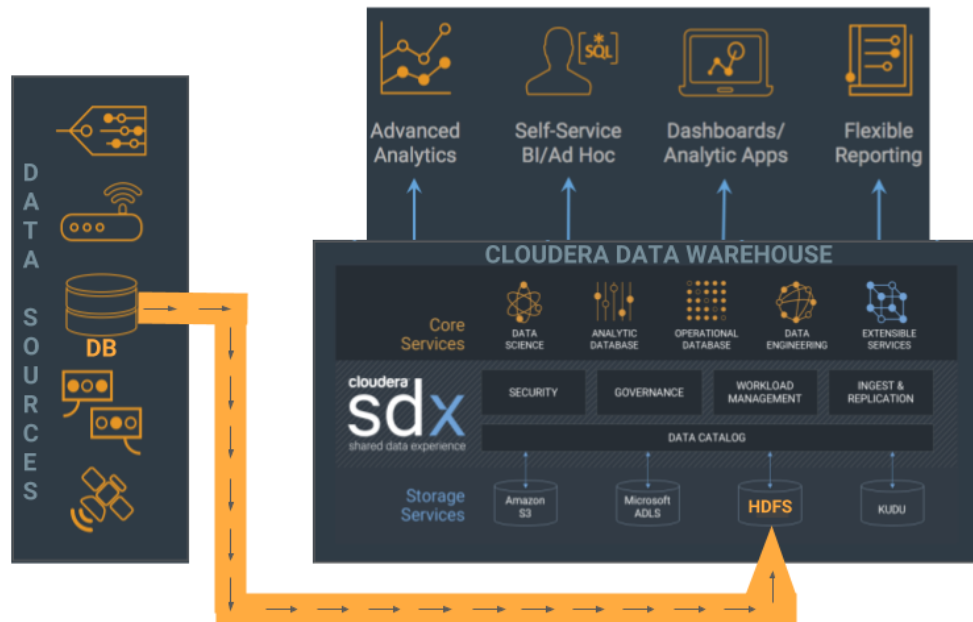 DATA SOURCES
DB
*
[SQL]
Advanced
Analytics
Self-Service
BI/Ad Hoc
Dashboards/
Analytic Apps
Flexible
Reporting
CLOUDERA DATA WAREHOUSE
Core
Services
DATA
SCIENCE
ANALYTIC
DATABASE
OPERATIONAL
DATABASE
DATA
ENGINEERING
EXTENSIBLE
SERVICES
cloudera
sdx
shared data experience
SECURITY
GOVERNANCE
WORKLOAD
MANAGEMENT
INGEST &
REPLICATION
DATA CATALOG
Storage
Services
Amazon
S3
Microsoft
ADLS
HDFS
KUDU